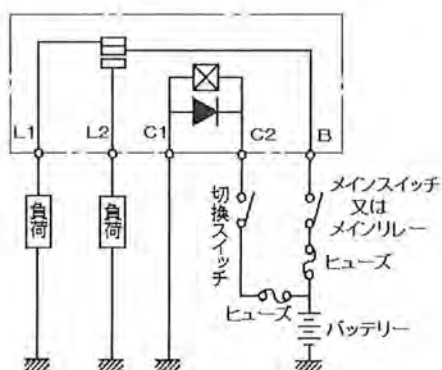 L1
L2
C1
C2
B
負荷
負荷
切換スイッチ
メインスイッチ
又は
メインリレー
ヒューズ
ヒューズ
バッテリー